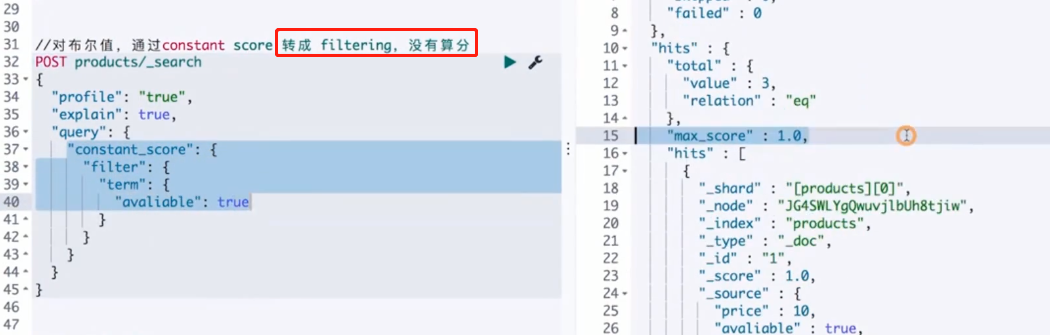 29
30
31 //对布尔值，通过constant score 转成 filtering，没有算分
32 POST products/_search
33 {
34 "profile": "true",
35 "explain": true,
36 "query": {
37 "constant_score": {
38 "filter": {
39 "term": {
40 "avaliable": true
41 }
42 }
43 }
44 }
45 }
46
47
8 "failed" : 0
9 },
10 "hits" : {
11 "total" : {
12 "value" : 3,
13 "relation" : "eq"
14 },
15 "max_score" : 1.0,
16 "hits" : [
17 {
18 "_shard" : "[products][0]",
19 "_node" : "JG4SWLYgQwuvjlbUh8tjiw",
20 "_index" : "products",
21 "_type" : "_doc",
22 "_id" : "1",
23 "_score" : 1.0,
24 "_source" : {
25 "price" : 10,
26 "avaliable" : true,